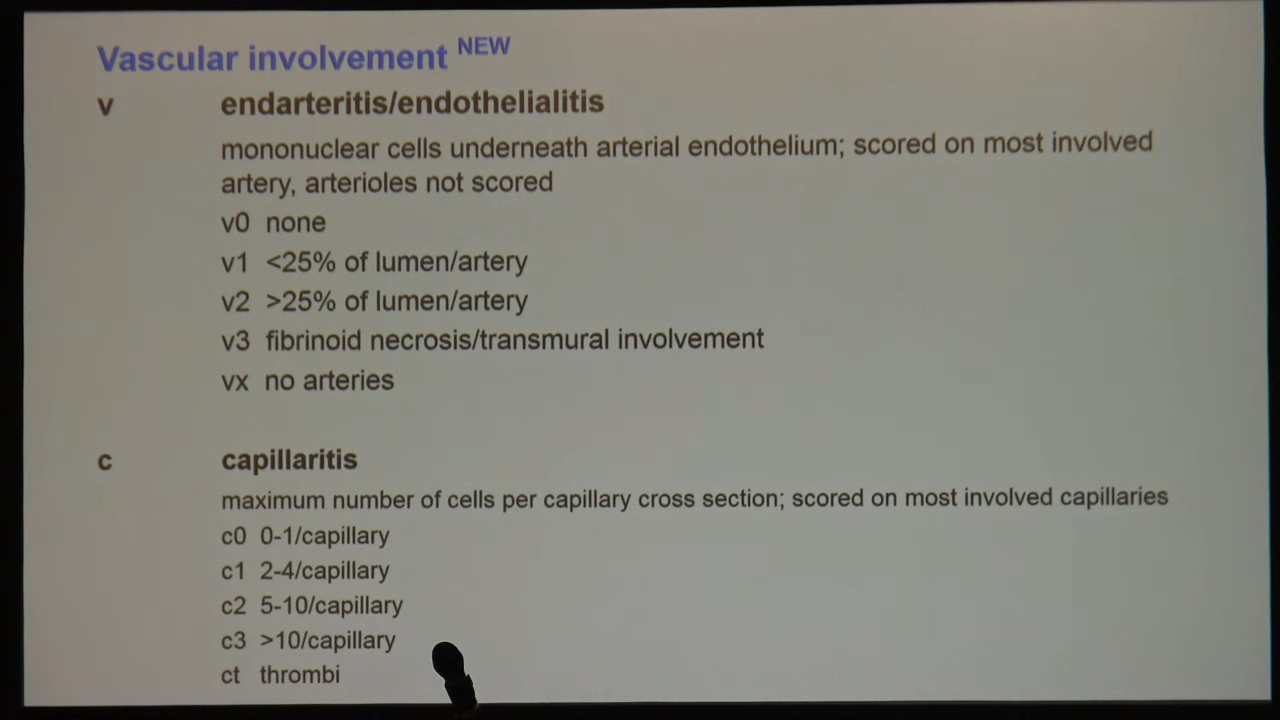 Vascular involvement NEW
v endarteritis/endothelialitis
mononuclear cells underneath arterial endothelium; scored on most involved
artery, arterioles not scored
v0 none
v1 <25% of lumen/artery
v2 >25% of lumen/artery
v3 fibrinoid necrosis/transmural involvement
vx no arteries
c capillaritis
maximum number of cells per capillary cross section; scored on most involved capillaries
c0 0-1/capillary
c1 2-4/capillary
c2 5-10/capillary
c3 >10/capillary
ct thrombi